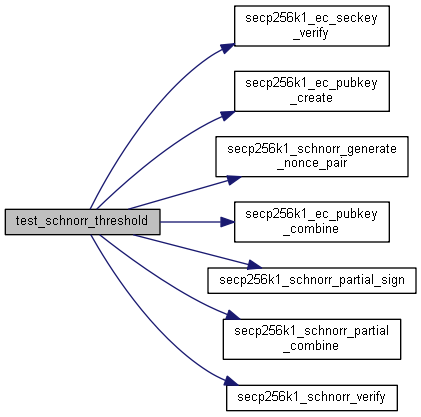 secp256k1_ec_seckey
_verify
secp256k1_ec_pubkey
_create
secp256k1_schnorr_generate
_nonce_pair
test_schnorr_threshold
secp256k1_ec_pubkey
_combine
secp256k1_schnorr_partial_sign
secp256k1_schnorr_partial
_combine
secp256k1_schnorr_verify